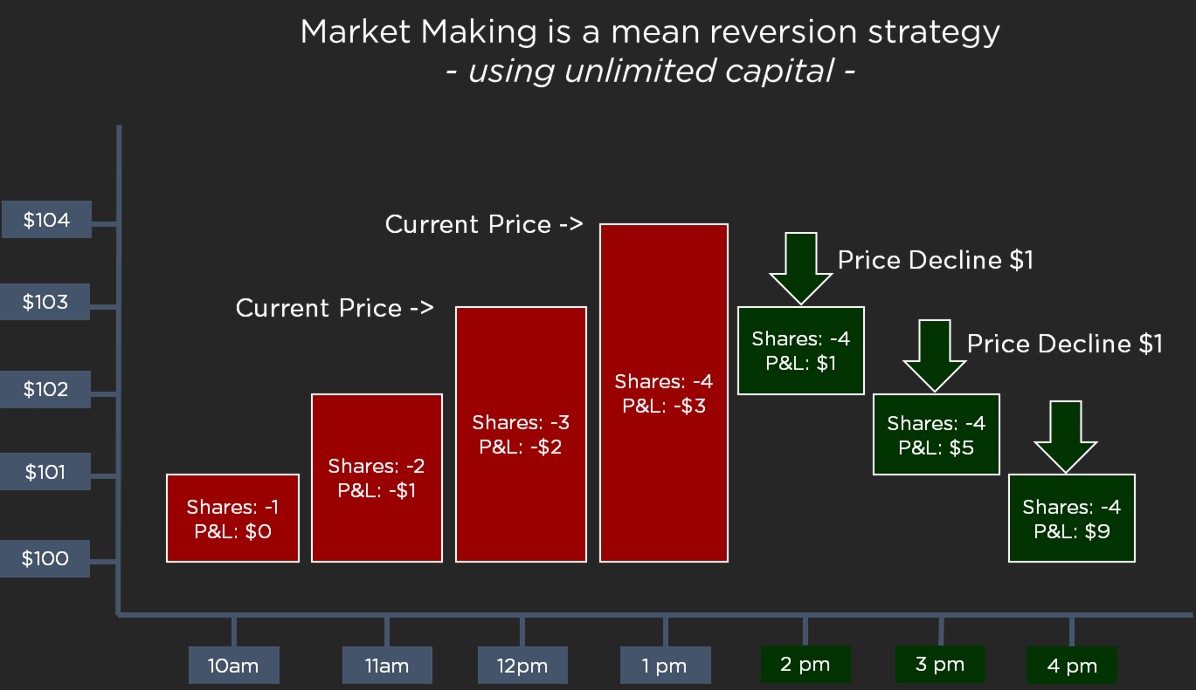 Market Making is a mean reversion strategy
- using unlimited capital -
$104
$103
$102
$101
$100
Current Price ->
Current Price ->
Price Decline $1
Price Decline $1
Shares: -1
P&L: $0
Shares: -2
P&L: -$1
Shares: -3
P&L: -$2
Shares: -4
P&L: -$3
Shares: -4
P&L: $1
Shares: -4
P&L: $5
Shares: -4
P&L: $9
10am
11am
12pm
1 pm
2 pm
3 pm
4 pm